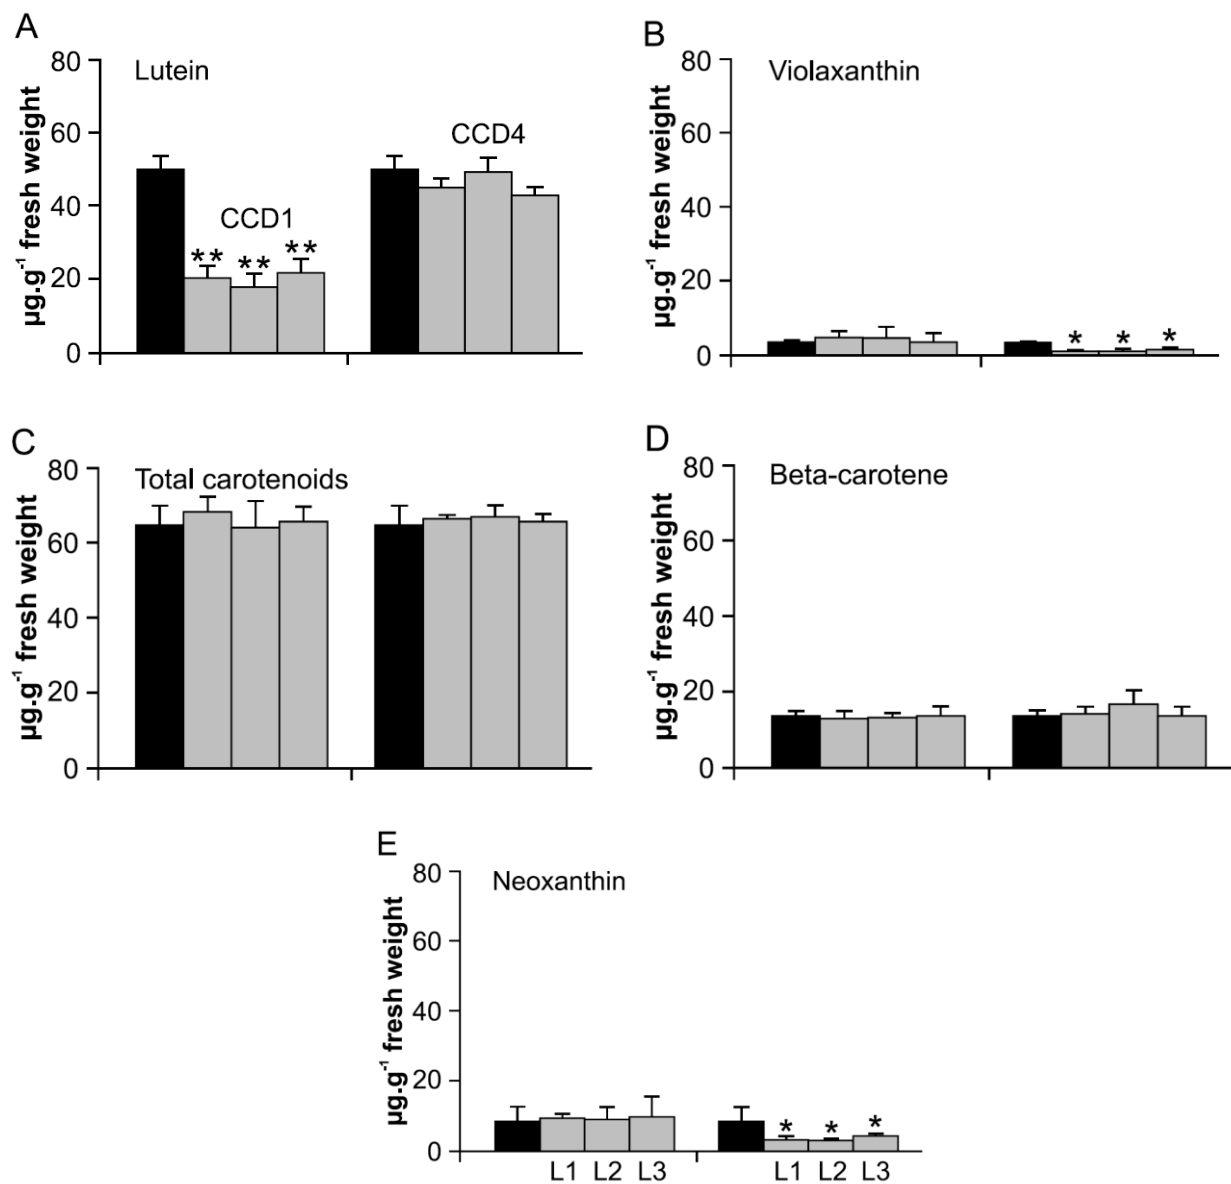 A
80
60
40
20
0
µg.g⁻¹ fresh weight
Lutein
CCD1
CCD4
**
**
**
B
80
60
40
20
0
µg.g⁻¹ fresh weight
Violaxanthin
*
*
*
C
80
60
40
20
0
µg.g⁻¹ fresh weight
Total carotenoids
D
80
60
40
20
0
µg.g⁻¹ fresh weight
Beta-carotene
E
80
60
40
20
0
µg.g⁻¹ fresh weight
Neoxanthin
*
*
*
L1 L2 L3
L1 L2 L3